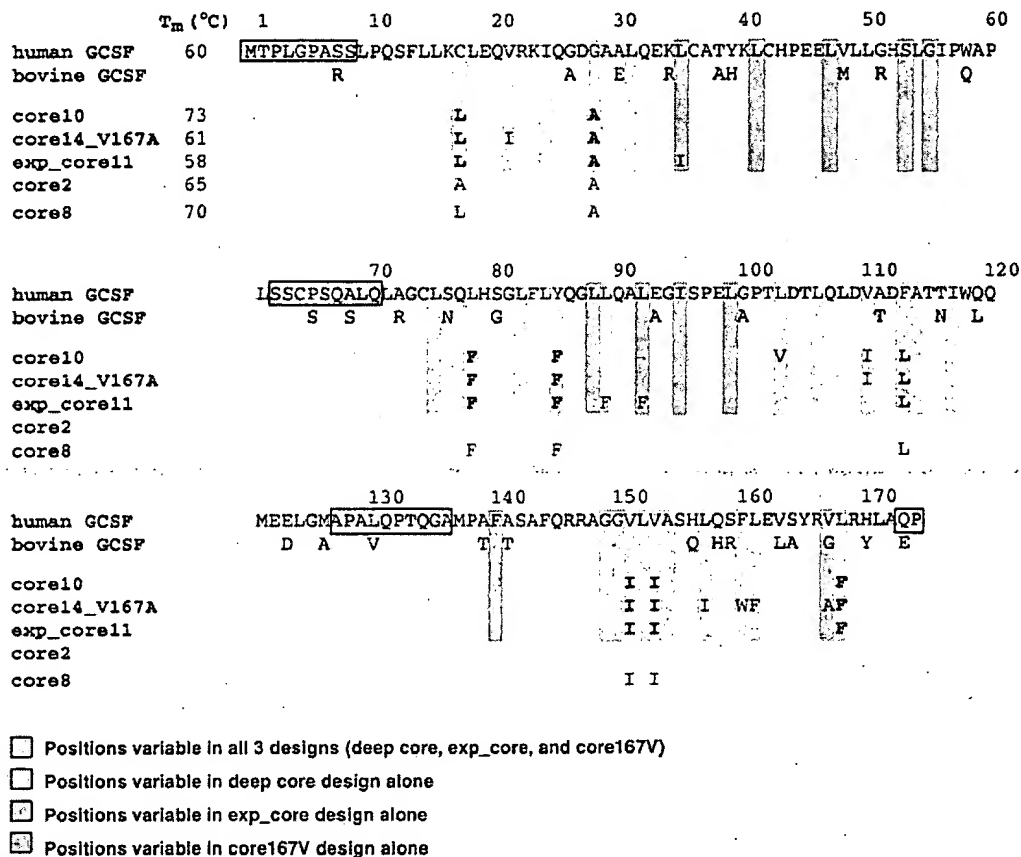 Tm (°C) 1 10 20 30 40 50 60
human GCSF 60 MTPLGPASSLPQSFLLKCLEQVRKIQGDGAALQEKLCATYKLCHPEELVLLGHSLGIPWAP
bovine GCSF R A E R AH M R Q
core10 73 L A
core14_V167A 61 L I A
exp_core11 58 L A I
core2 65 A A
core8 70 L A
70 80 90 100 110 120
human GCSF LSSCPSQALQLAGCLSQLHSGLFLYQGLLQALEGISPELGPTLDTLQLDVADFATTIWQQ
bovine GCSF S S R N G A A T N L
core10 F F V I L
core14_V167A F F I L
exp_core11 F F F F L
core2
core8 F F L
130 140 150 160 170
human GCSF MEELGMAPALQPTQGAMPAFASAFQRRAGGVLVASHLQSFLEVSYRVLRHLAQP
bovine GCSF D A V T T Q HR LA G Y E
core10 I I F
core14_V167A I I I WF AF
exp_core11 I I F
core2
core8 I I
Positions variable in all 3 designs (deep core, exp_core, and core167V)
Positions variable in deep core design alone
Positions variable in exp_core design alone
Positions variable in core167V design alone